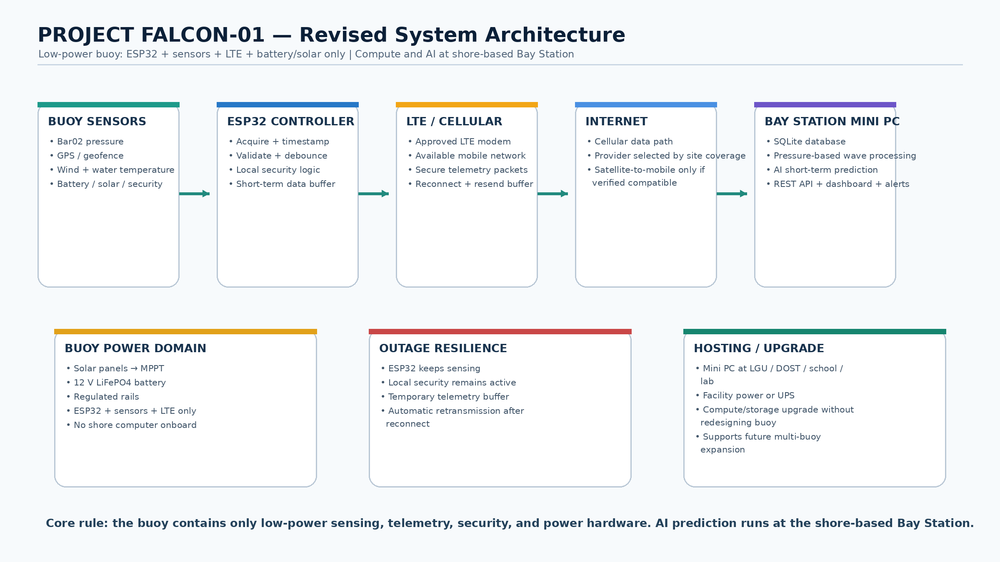 PROJECT FALCON-01 — Revised System Architecture
Low-power buoy: ESP32 + sensors + LTE + battery/solar only | Compute and AI at shore-based Bay Station
BUOY SENSORS
• Bar02 pressure
• GPS / geofence
• Wind + water temperature
• Battery / solar / security
ESP32 CONTROLLER
• Acquire + timestamp
• Validate + debounce
• Local security logic
• Short-term data buffer
LTE / CELLULAR
• Approved LTE modem
• Available mobile network
• Secure telemetry packets
• Reconnect + resend buffer
INTERNET
• Cellular data path
• Provider selected by site coverage
• Satellite-to-mobile only if
verified compatible
BAY STATION MINI PC
• SQLite database
• Pressure-based wave processing
• AI short-term prediction
• REST API + dashboard + alerts
BUOY POWER DOMAIN
• Solar panels → MPPT
• 12 V LiFePO4 battery
• Regulated rails
• ESP32 + sensors + LTE only
• No shore computer onboard
OUTAGE RESILIENCE
• ESP32 keeps sensing
• Local security remains active
• Temporary telemetry buffer
• Automatic retransmission after
reconnect
HOSTING / UPGRADE
• Mini PC at LGU / DOST / school /
lab
• Facility power or UPS
• Compute/storage upgrade without
redesigning buoy
• Supports future multi-buoy
expansion
Core rule: the buoy contains only low-power sensing, telemetry, security, and power hardware. AI prediction runs at the shore-based Bay Station.